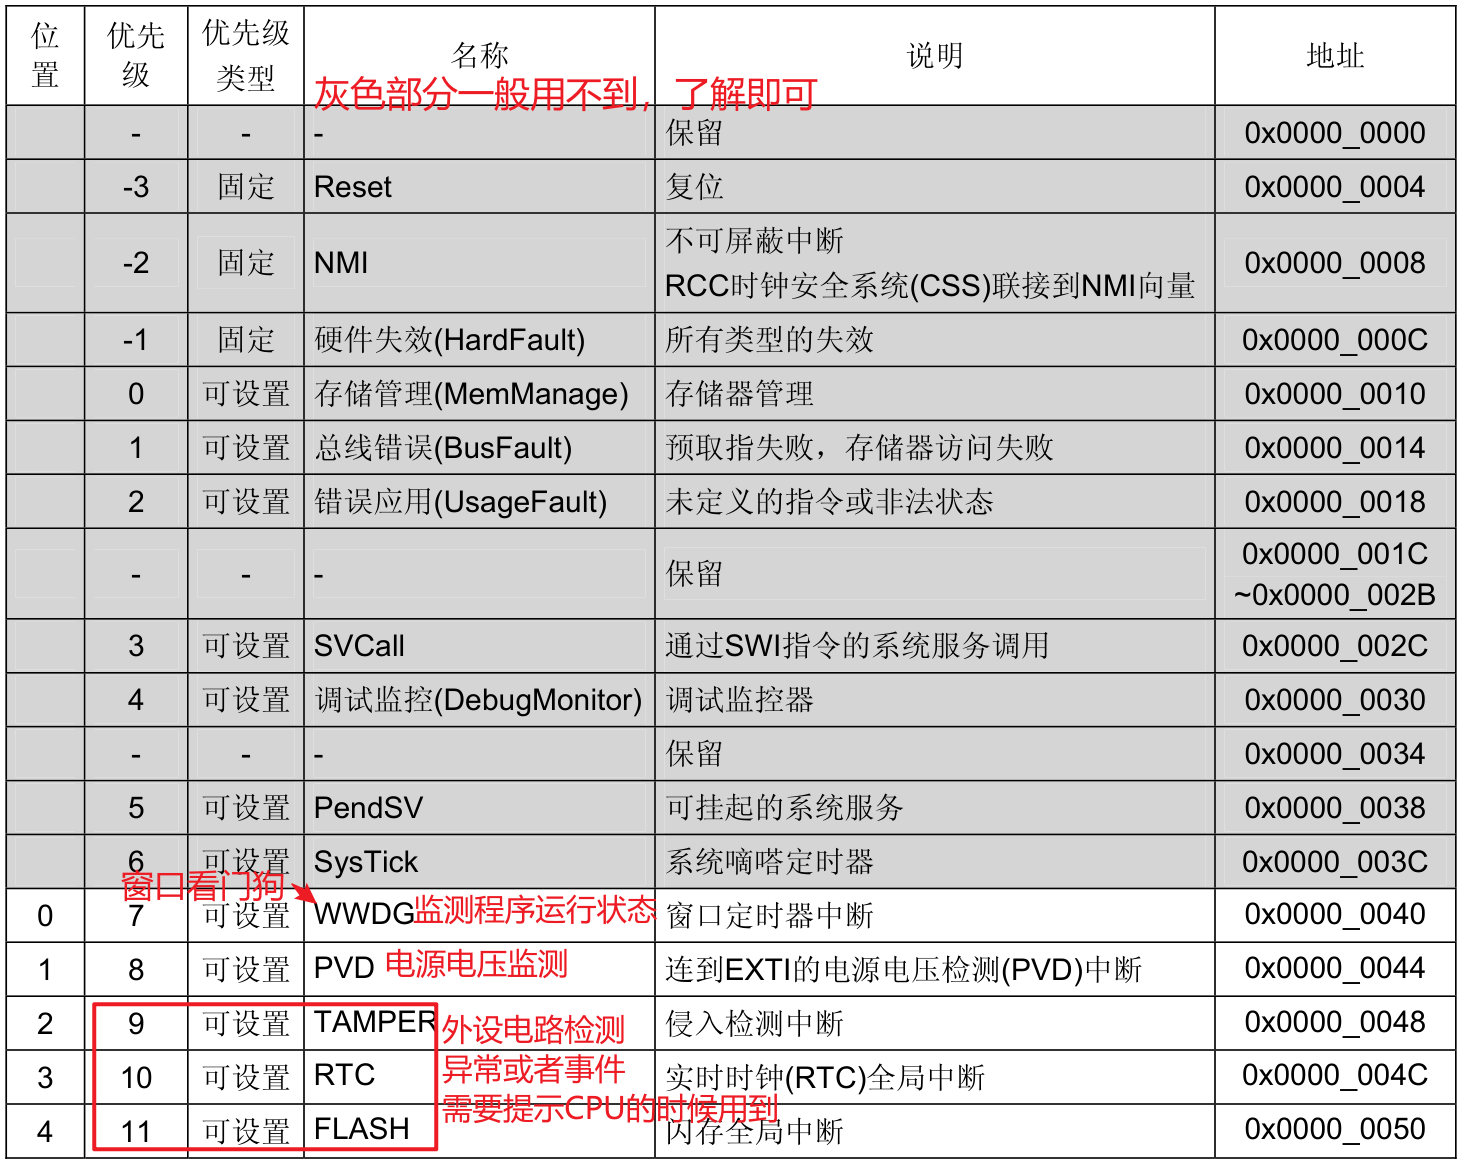 位置 优先级 优先级类型 名称 说明 地址
灰色部分一般用不到，了解即可
- - - 保留 0x0000_0000
-3 固定 Reset 复位 0x0000_0004
-2 固定 NMI 不可屏蔽中断 0x0000_0008
RCC时钟安全系统(CSS)联接到NMI向量
-1 固定 硬件失效(HardFault) 所有类型的失效 0x0000_000C
0 可设置 存储管理(MemManage) 存储器管理 0x0000_0010
1 可设置 总线错误(BusFault) 预取指失败，存储器访问失败 0x0000_0014
2 可设置 错误应用(UsageFault) 未定义的指令或非法状态 0x0000_0018
- - - 保留 0x0000_001C
~0x0000_002B
3 可设置 SVCall 通过SWI指令的系统服务调用 0x0000_002C
4 可设置 调试监控(DebugMonitor) 调试监控器 0x0000_0030
- - - 保留 0x0000_0034
5 可设置 PendSV 可挂起的系统服务 0x0000_0038
6 可设置 SysTick 系统嘀嗒定时器 0x0000_003C
窗口看门狗
0 7 可设置 WWDG 监测程序运行状态 窗口定时器中断 0x0000_0040
1 8 可设置 PVD 电源电压监测 连到EXTI的电源电压检测(PVD)中断 0x0000_0044
2 9 可设置 TAMPER 外设电路检测 侵入检测中断 0x0000_0048
3 10 可设置 RTC 异常或者事件 实时时钟(RTC)全局中断 0x0000_004C
需要提示CPU的时候用到
4 11 可设置 FLASH 闪存全局中断 0x0000_0050